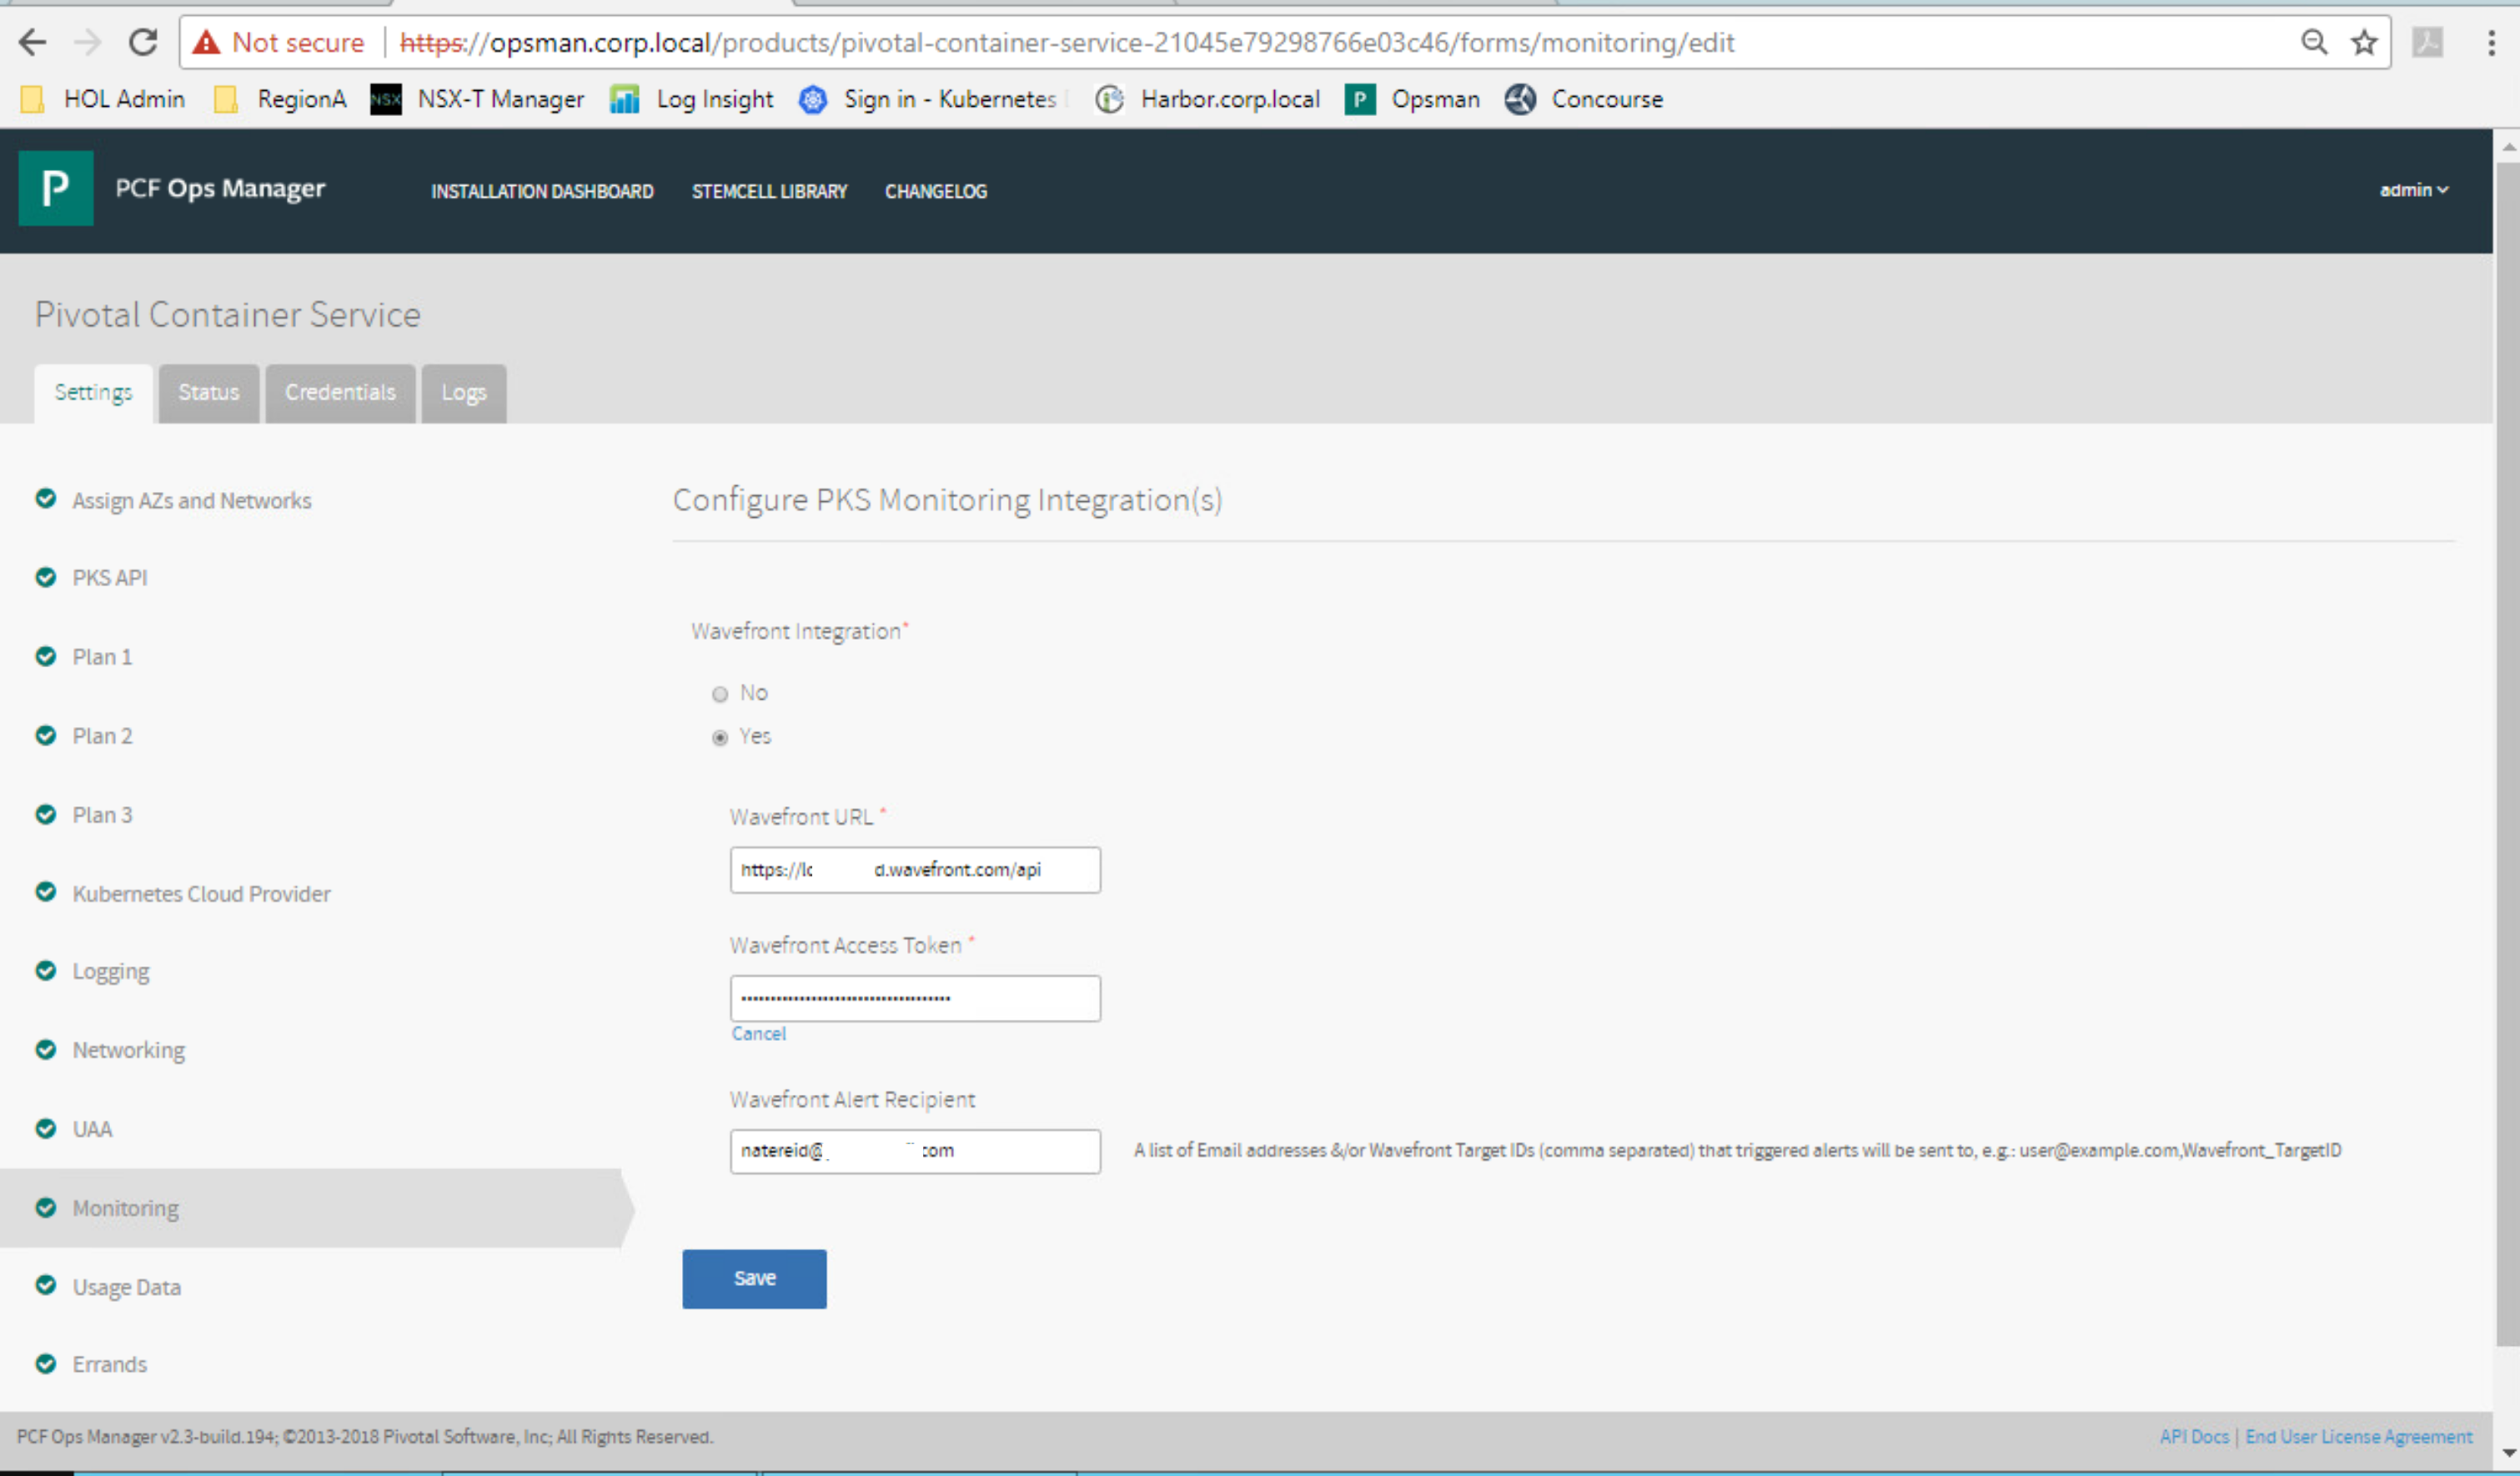 Not secure | https://opsman.corp.local/products/pivotal-container-service-21045e79298766e03c46/forms/monitoring/edit
HOL Admin RegionA NSX NSX-T Manager Log Insight Sign in - Kubernetes Harbor.corp.local P Opsman Concourse
P PCF Ops Manager INSTALLATION DASHBOARD STEMCELL LIBRARY CHANGELOG admin
Pivotal Container Service
Settings Status Credentials Logs
Assign AZs and Networks
PKS API
Plan 1
Plan 2
Plan 3
Kubernetes Cloud Provider
Logging
Networking
UAA
Monitoring
Usage Data
Errands
Configure PKS Monitoring Integration(s)
Wavefront Integration*
No
Yes
Wavefront URL *
https://lc d.wavefront.com/api
Wavefront Access Token *
••••••••••••••••••••••••••••••••••••
Cancel
Wavefront Alert Recipient
natereid@ .com
A list of Email addresses &/or Wavefront Target IDs (comma separated) that triggered alerts will be sent to, e.g.: user@example.com,Wavefront_TargetID
Save
PCF Ops Manager v2.3-build.194; ©2013-2018 Pivotal Software, Inc; All Rights Reserved.
API Docs | End User License Agreement